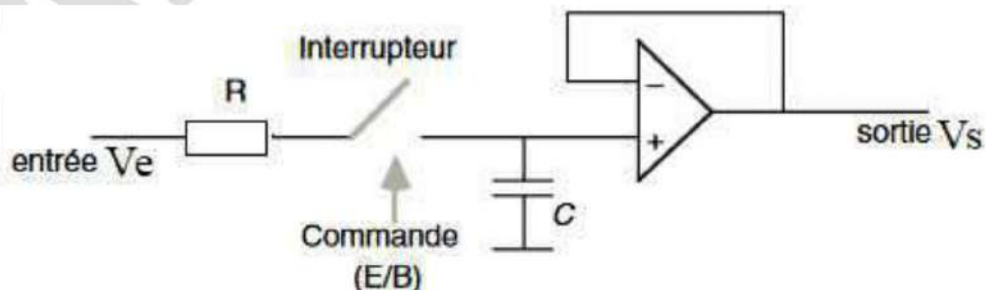 Interrupteur
R
entrée Ve
−
+
sortie Vs
C
Commande
(E/B)